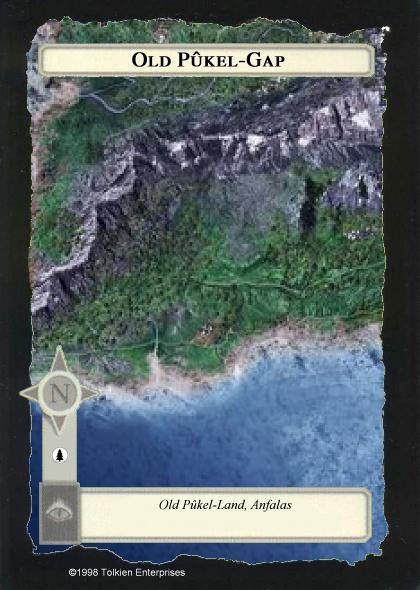 Old Pûkel-Gap
N
Old Pûkel-Land, Anfalas
©1998 Tolkien Enterprises